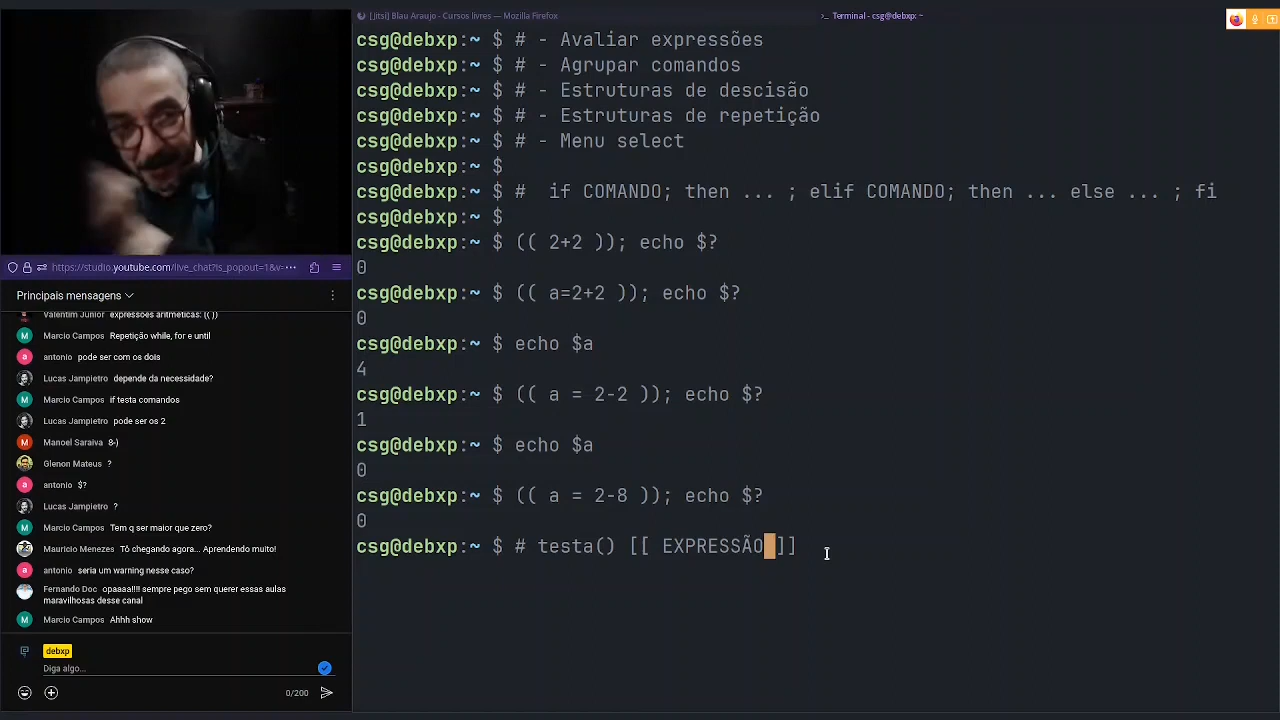 [Jitsi] Blau Araujo - Cursos livres — Mozilla Firefox
>_ Terminal - csg@debxp: ~
csg@debxp:~ $ # - Avaliar expressões
csg@debxp:~ $ # - Agrupar comandos
csg@debxp:~ $ # - Estruturas de descisão
csg@debxp:~ $ # - Estruturas de repetição
csg@debxp:~ $ # - Menu select
csg@debxp:~ $
csg@debxp:~ $ #  if COMANDO; then ... ; elif COMANDO; then ... else ... ; fi
csg@debxp:~ $
csg@debxp:~ $ (( 2+2 )); echo $?
0
csg@debxp:~ $ (( a=2+2 )); echo $?
0
csg@debxp:~ $ echo $a
4
csg@debxp:~ $ (( a = 2-2 )); echo $?
1
csg@debxp:~ $ echo $a
0
csg@debxp:~ $ (( a = 2-8 )); echo $?
0
csg@debxp:~ $ # testa() [[ EXPRESSÃO ]]
https://studio.youtube.com/live_chat?is_popout=1&v=
Principais mensagens
Valentim Júnior expressões aritméticas: (( ))
M Marcio Campos Repetição while, for e until
a antonio pode ser com os dois
Lucas Jampietro depende da necessidade?
M Marcio Campos if testa comandos
Lucas Jampietro pode ser os 2
M Manoel Saraiva 8-)
Glenon Mateus ?
a antonio $?
Lucas Jampietro ?
M Marcio Campos Tem q ser maior que zero?
Mauricio Menezes Tô chegando agora... Aprendendo muito!
a antonio seria um warning nesse caso?
Fernando Doc opaaaa!!!! sempre pego sem querer essas aulas
maravilhosas desse canal
M Marcio Campos Ahhh show
debxp
Diga algo...
0/200